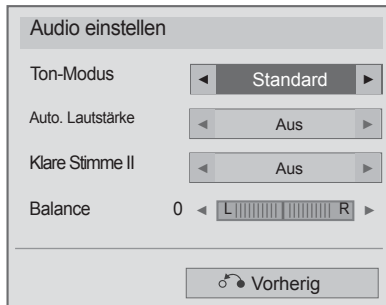 Audio einstellen
Ton-Modus ◄ Standard ►
Auto. Lautstärke ◄ Aus ►
Klare Stimme II ◄ Aus ►
Balance 0 ◄ L R ►
Vorherig